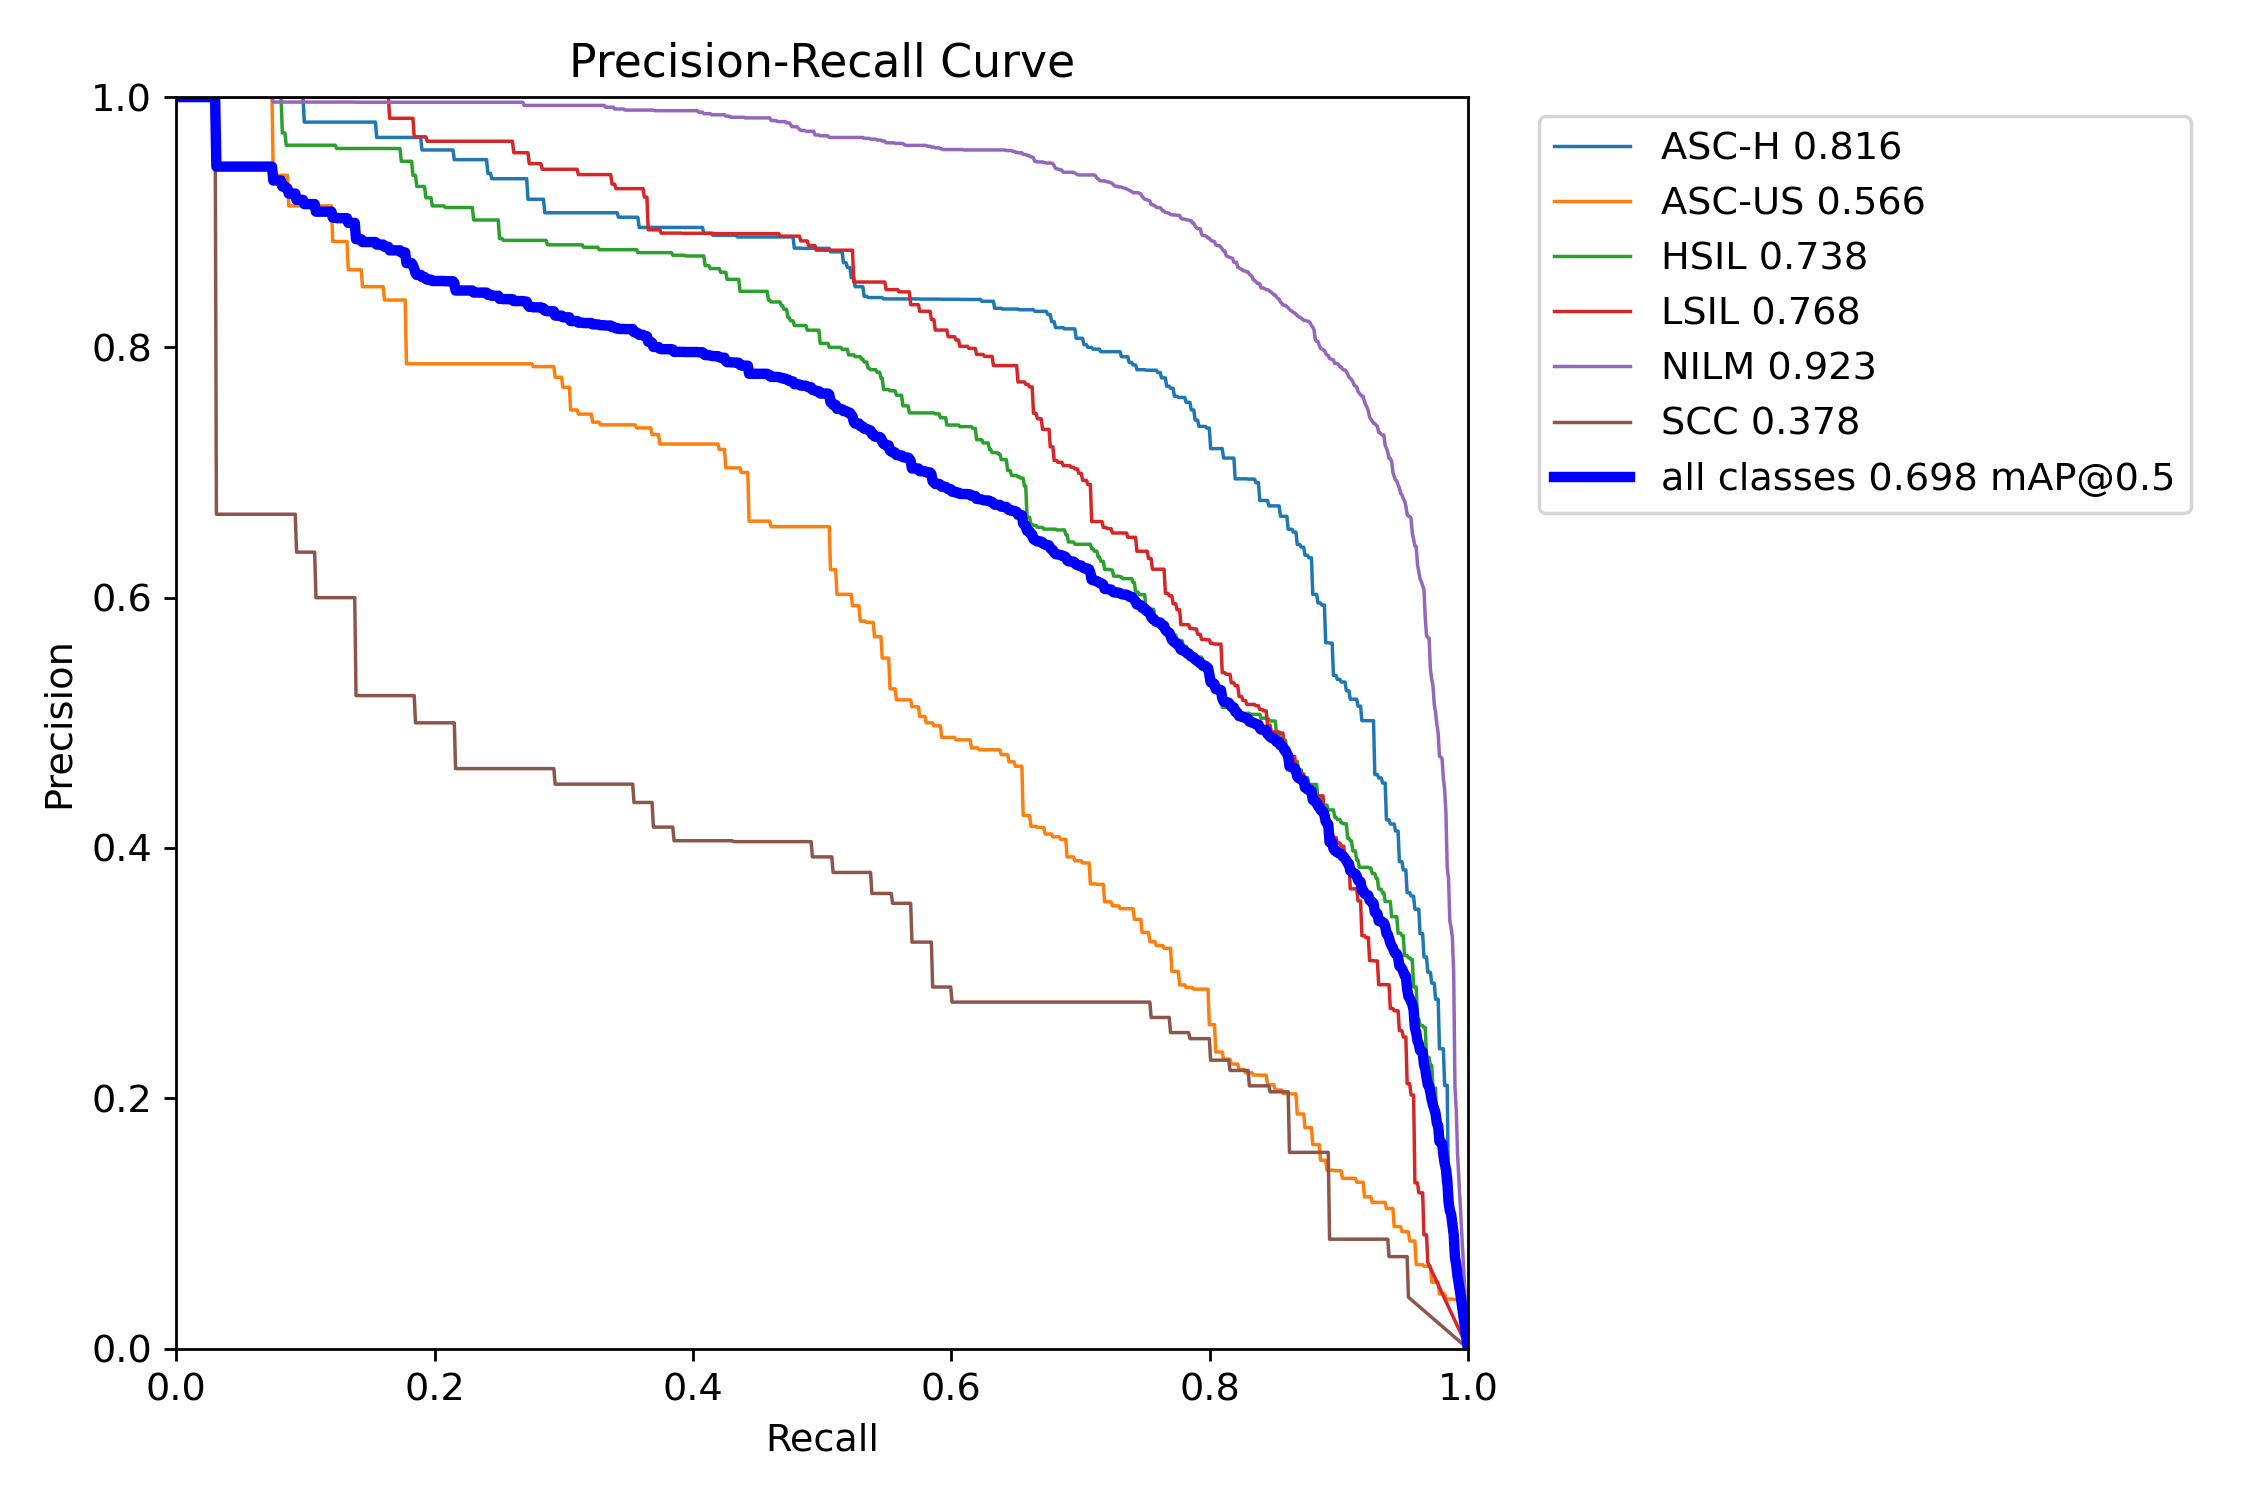 Precision-Recall Curve
1.0
0.8
0.6
0.4
0.2
0.0
Precision
0.0 0.2 0.4 0.6 0.8 1.0
Recall
ASC-H 0.816
ASC-US 0.566
HSIL 0.738
LSIL 0.768
NILM 0.923
SCC 0.378
all classes 0.698 mAP@0.5